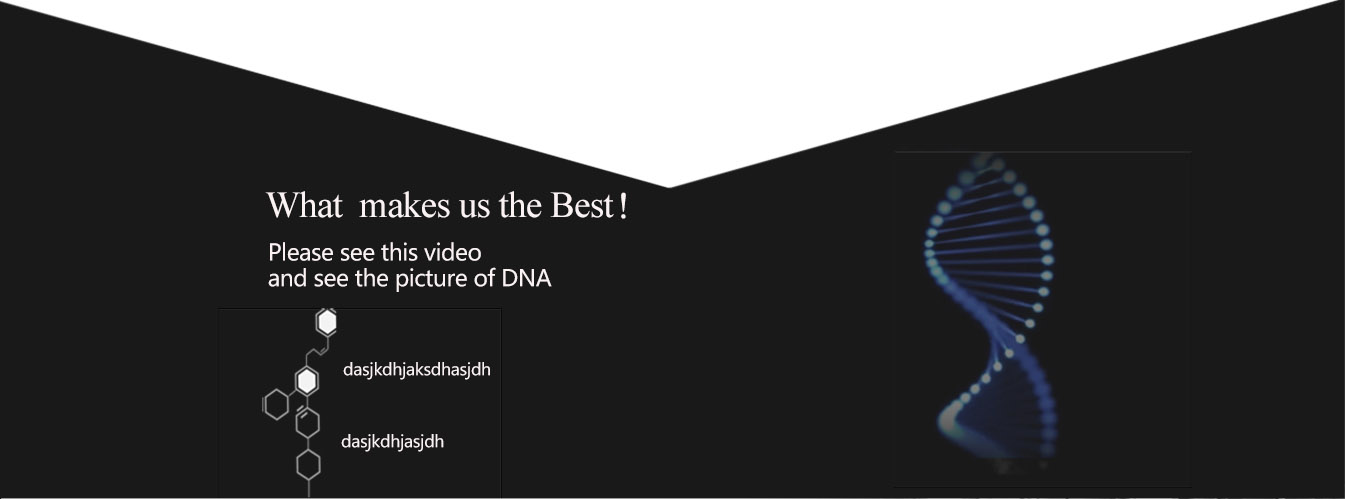 What makes us the Best!
Please see this video
and see the picture of DNA
dasjkdhjaksdhasjdh
dasjkdhjasjdh